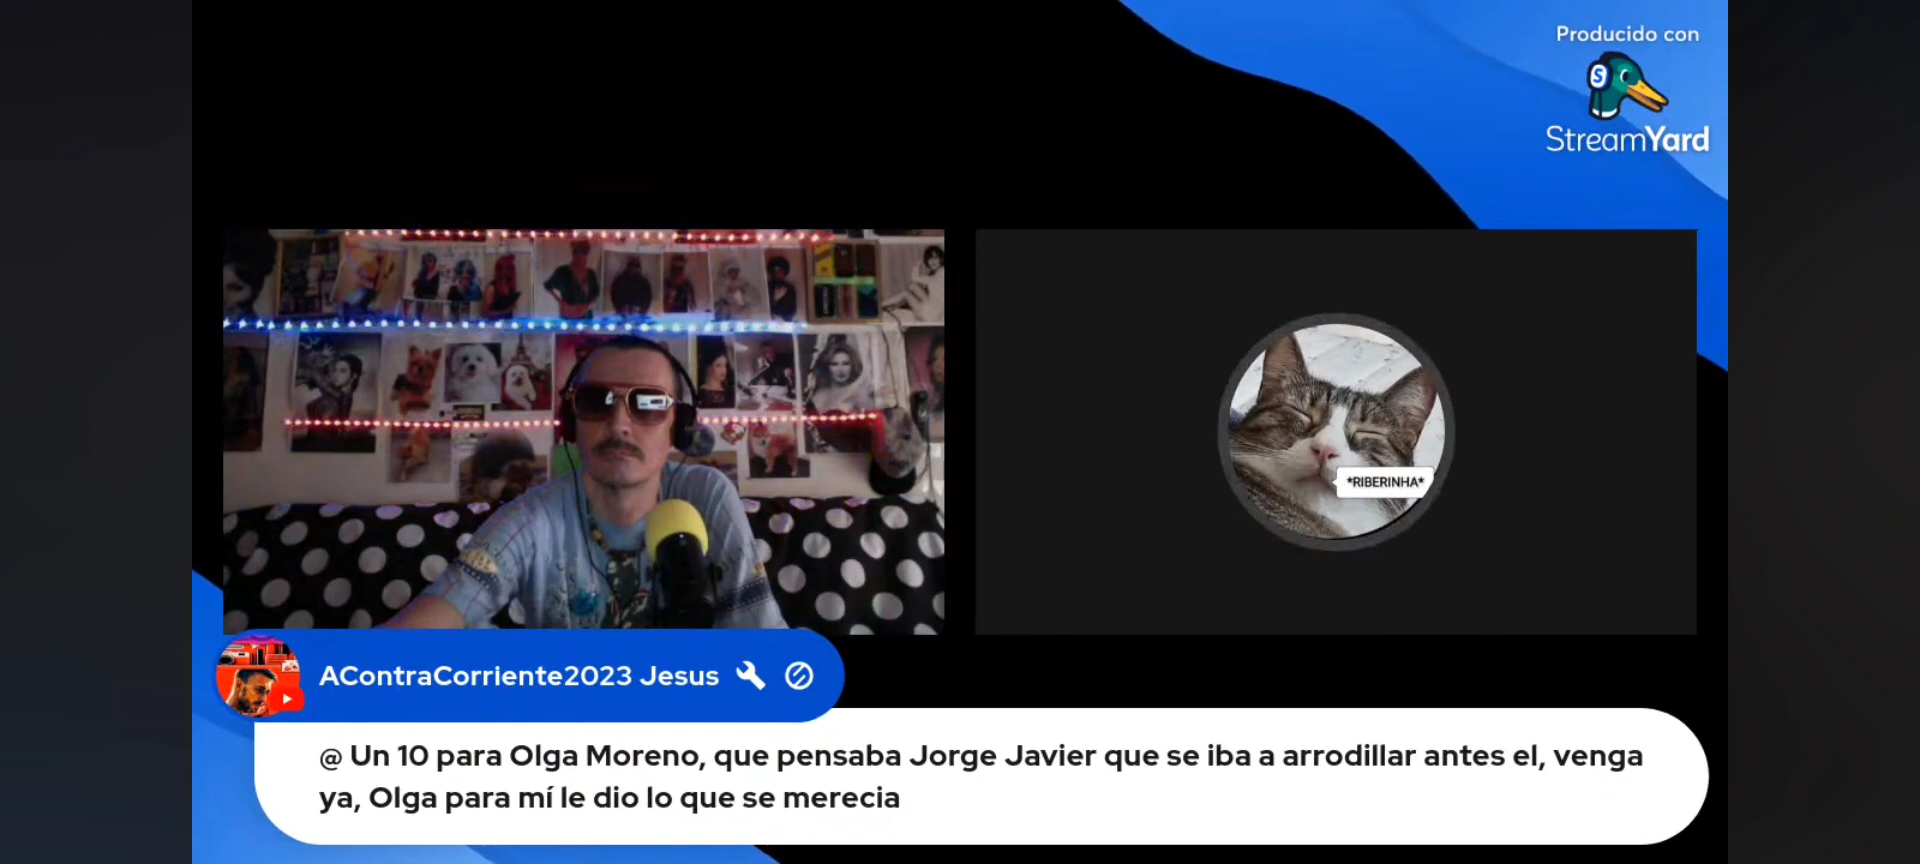 Producido con
StreamYard
*RIBERINHA*
AContraCorriente2023 Jesus
@ Un 10 para Olga Moreno, que pensaba Jorge Javier que se iba a arrodillar antes el, venga
ya, Olga para mí le dio lo que se merecia